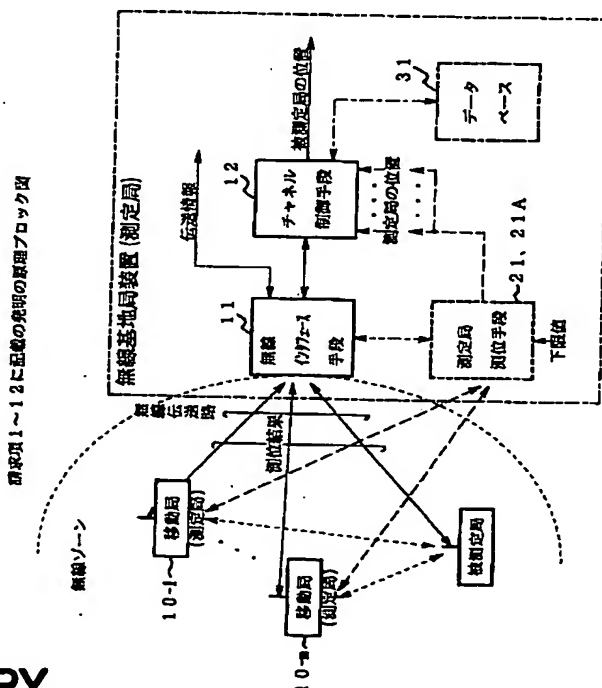 請求項1~12に記載の発明の原理ブロック図
無線基地局装置(測定局)
被測定局の位置
伝送情報
12
チャネル
制御手段
31
データ
ベース
測定局の位置
11
無線
インタフェース
手段
21、21A
測定局
測位手段
下限値
無線伝送路
測位結果
無線ゾーン
移動局
(測定局)
10-1
移動局
(測定局)
被測定局